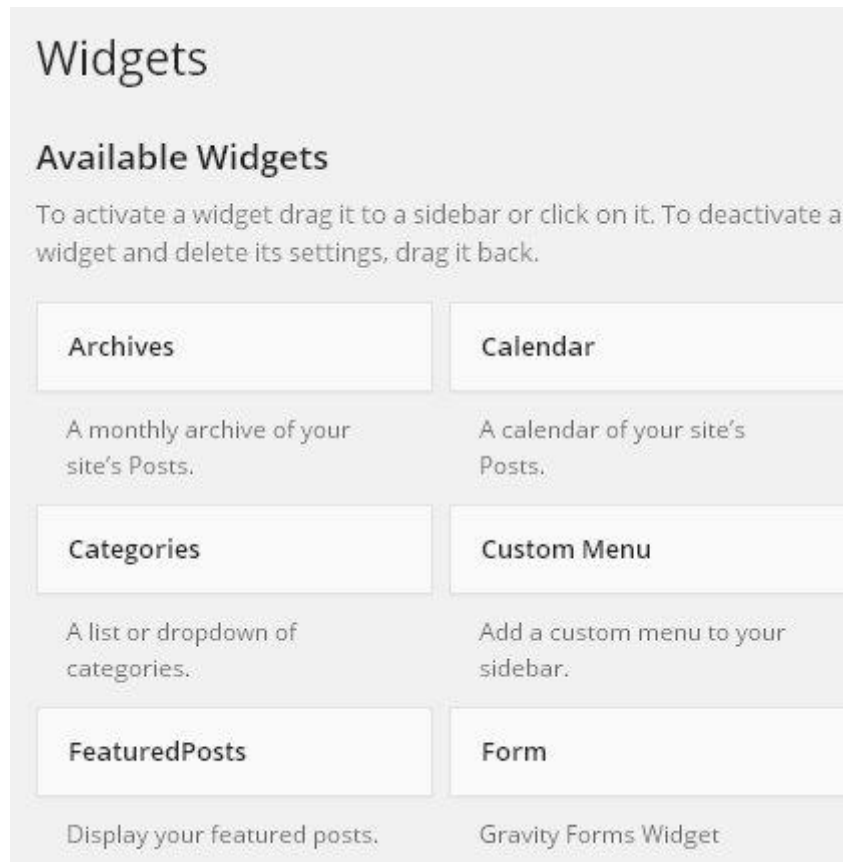 Widgets
Available Widgets
To activate a widget drag it to a sidebar or click on it. To deactivate a
widget and delete its settings, drag it back.
Archives
A monthly archive of your
site's Posts.
Calendar
A calendar of your site's
Posts.
Categories
A list or dropdown of
categories.
Custom Menu
Add a custom menu to your
sidebar.
FeaturedPosts
Display your featured posts.
Form
Gravity Forms Widget